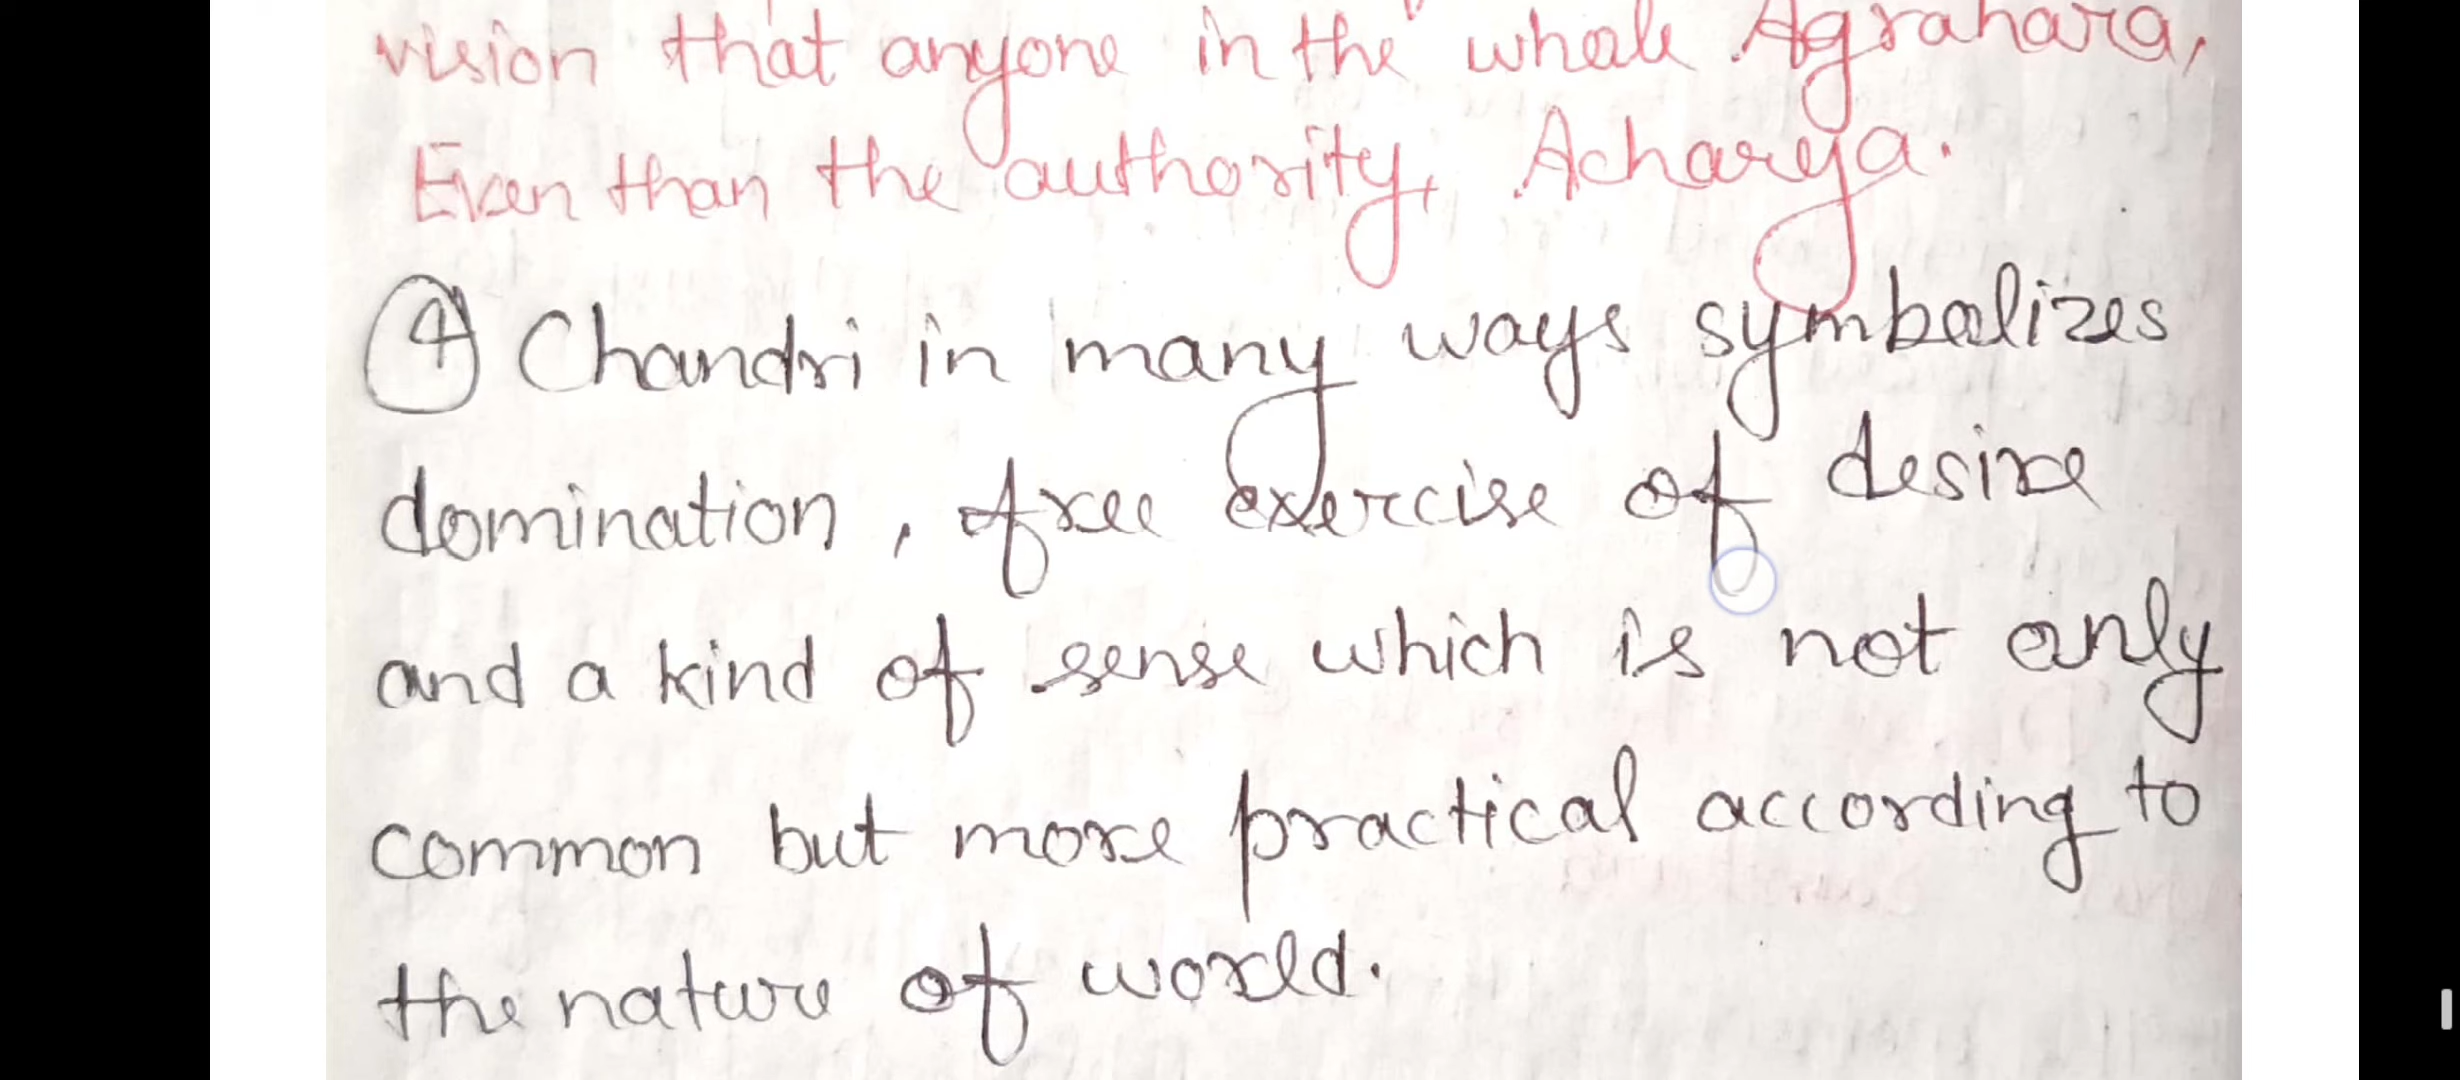 vision that anyone in the whole Agrahara,
Even than the authority, Acharya.
④ Chandri in many ways symbolizes
domination, free exercise of desire
and a kind of sense which is not only
common but more practical according to
the nature of world.